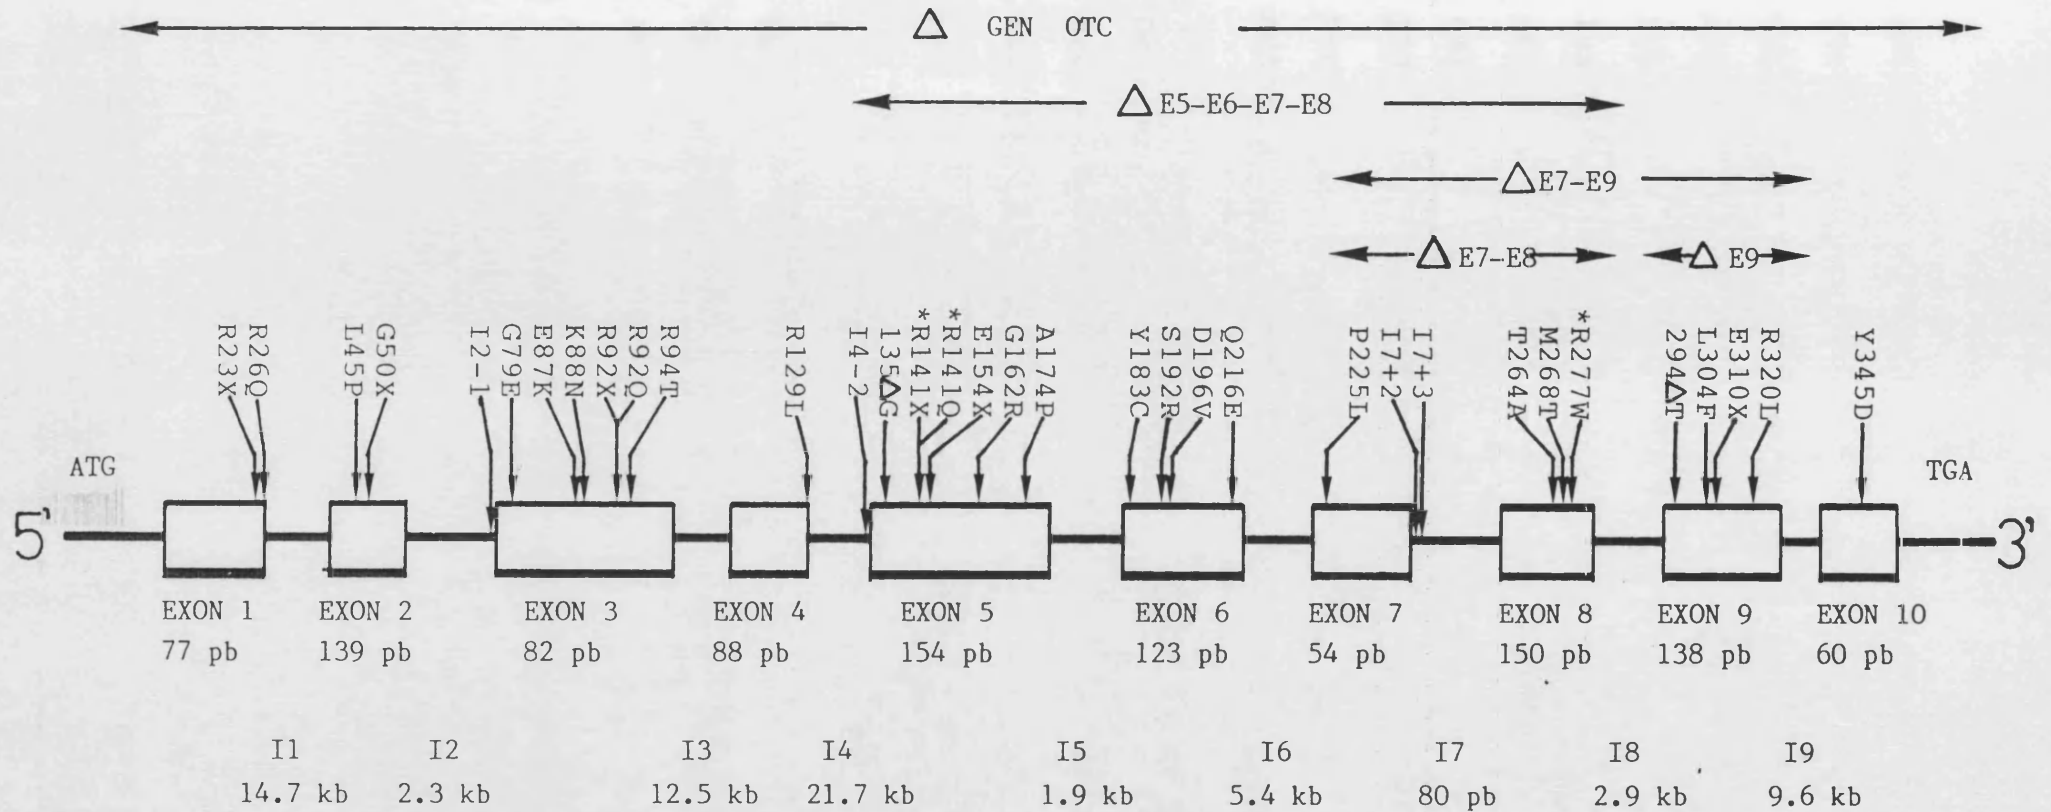 △ GEN OTC
△ E5-E6-E7-E8
△ E7-E9
△ E7-E8
△ E9
R23X
R26Q
L45P
G50X
I2-1
G79E
E87K
K88N
R92X
R92Q
R94T
R129L
I4-2
135△G
*R141X
*R141Q
E154X
G162R
A174P
Y183C
S192R
D196V
Q216E
P225L
I7+2
I7+3
T264A
M268T
*R277W
294△T
L304F
E310X
R320L
Y345D
ATG
TGA
5'
3'
EXON 1
77 pb
EXON 2
139 pb
EXON 3
82 pb
EXON 4
88 pb
EXON 5
154 pb
EXON 6
123 pb
EXON 7
54 pb
EXON 8
150 pb
EXON 9
138 pb
EXON 10
60 pb
I1
14.7 kb
I2
2.3 kb
I3
12.5 kb
I4
21.7 kb
I5
1.9 kb
I6
5.4 kb
I7
80 pb
I8
2.9 kb
I9
9.6 kb